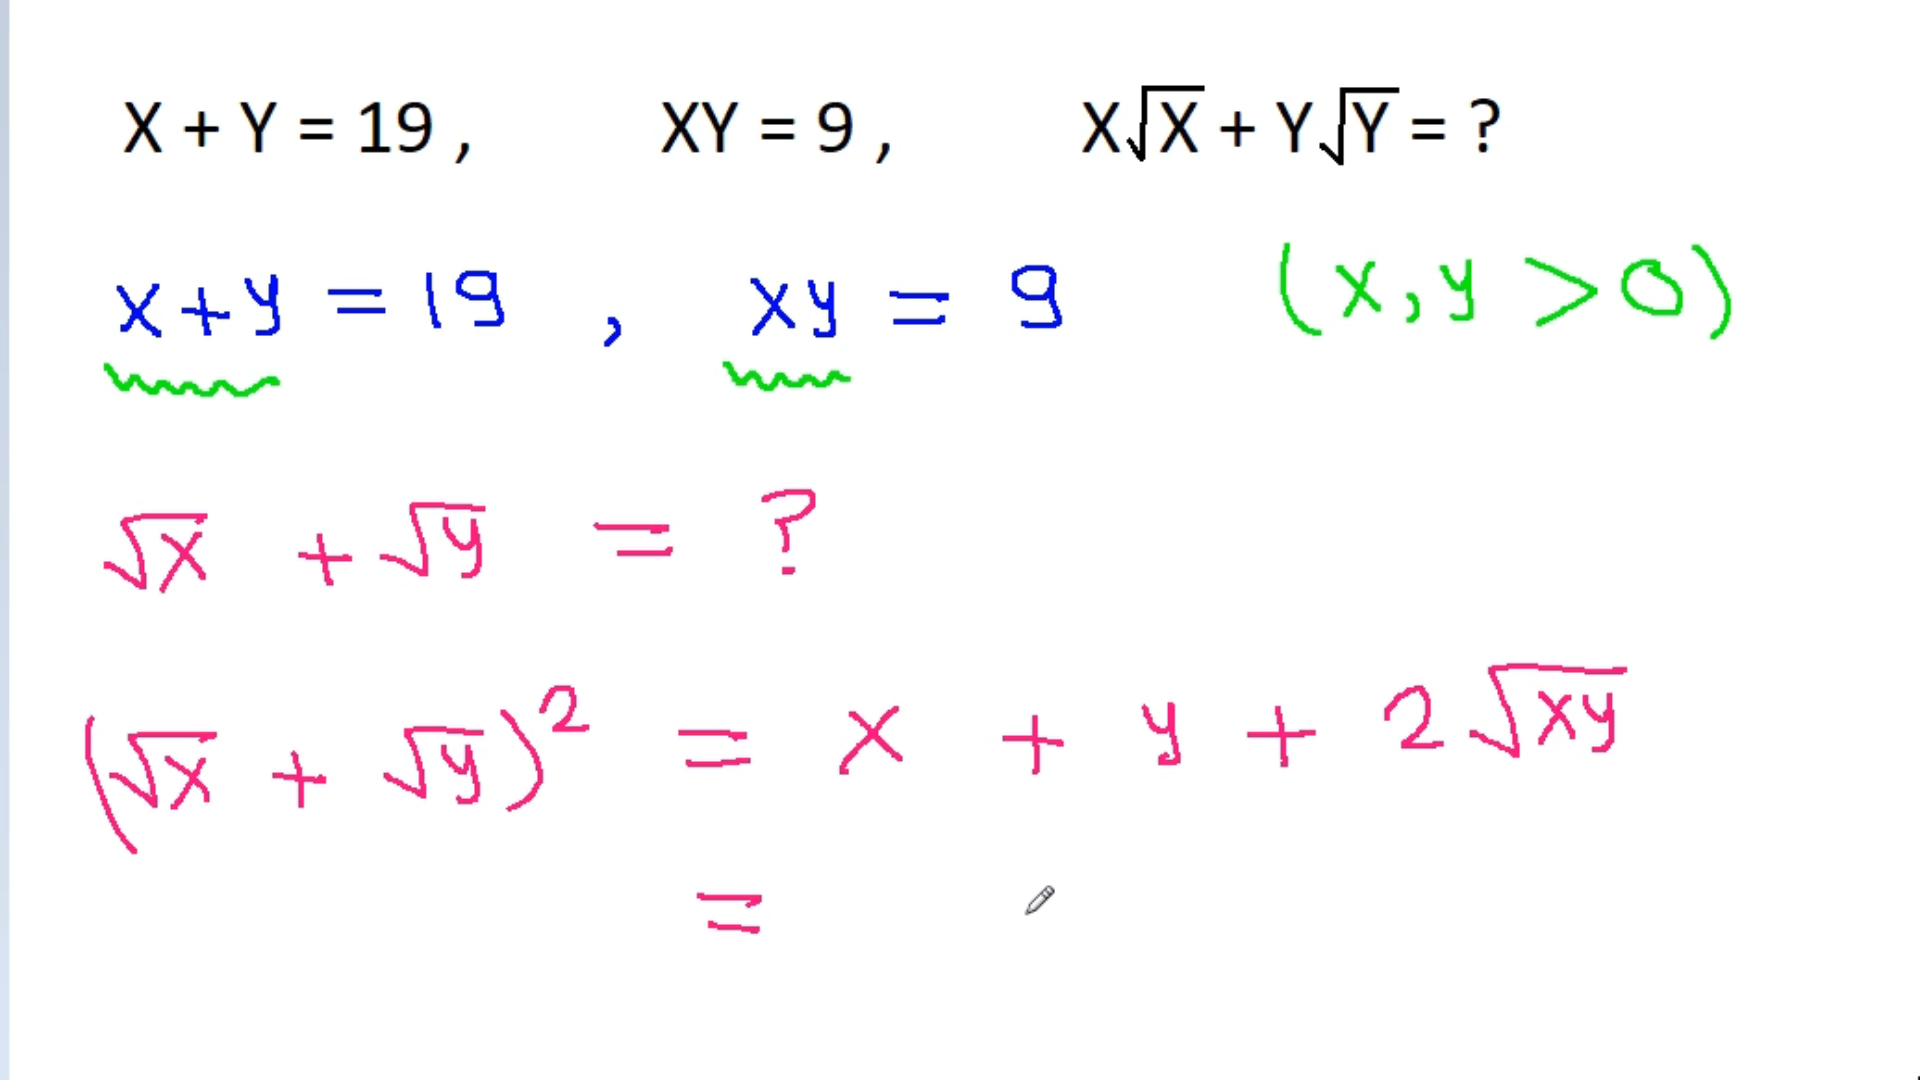 X + Y = 19 , XY = 9 , X√X + Y√Y = ?
x + y = 19 , xy = 9 (x, y > 0)
√x + √y = ?
(√x + √y)² = x + y + 2√xy
=